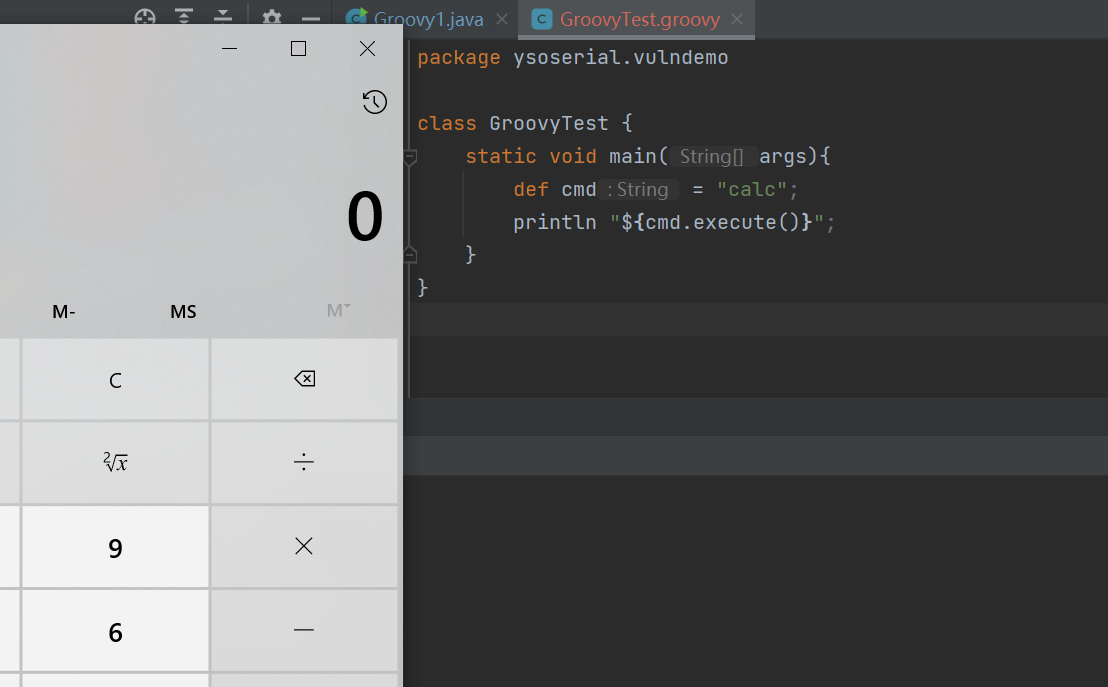 Groovy1.java
GroovyTest.groovy
package ysoserial.vulndemo
class GroovyTest {
static void main( String[] args){
def cmd : String = "calc";
println "${cmd.execute()}";
}
}
0
M- MS M
C
²√x ÷
9 ×
6 −